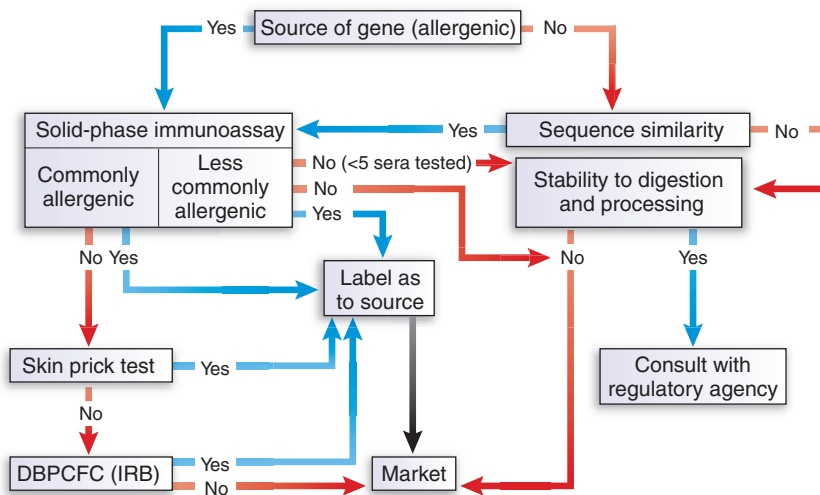 Yes
Source of gene (allergenic)
No
Solid-phase immunoassay
Yes
Sequence similarity
No
Commonly
allergenic
Less
commonly
allergenic
No (<5 sera tested)
No
Yes
Stability to digestion
and processing
No
Yes
Label as
to source
No
Yes
Skin prick test
Yes
Consult with
regulatory agency
No
DBPCFC (IRB)
Yes
No
Market